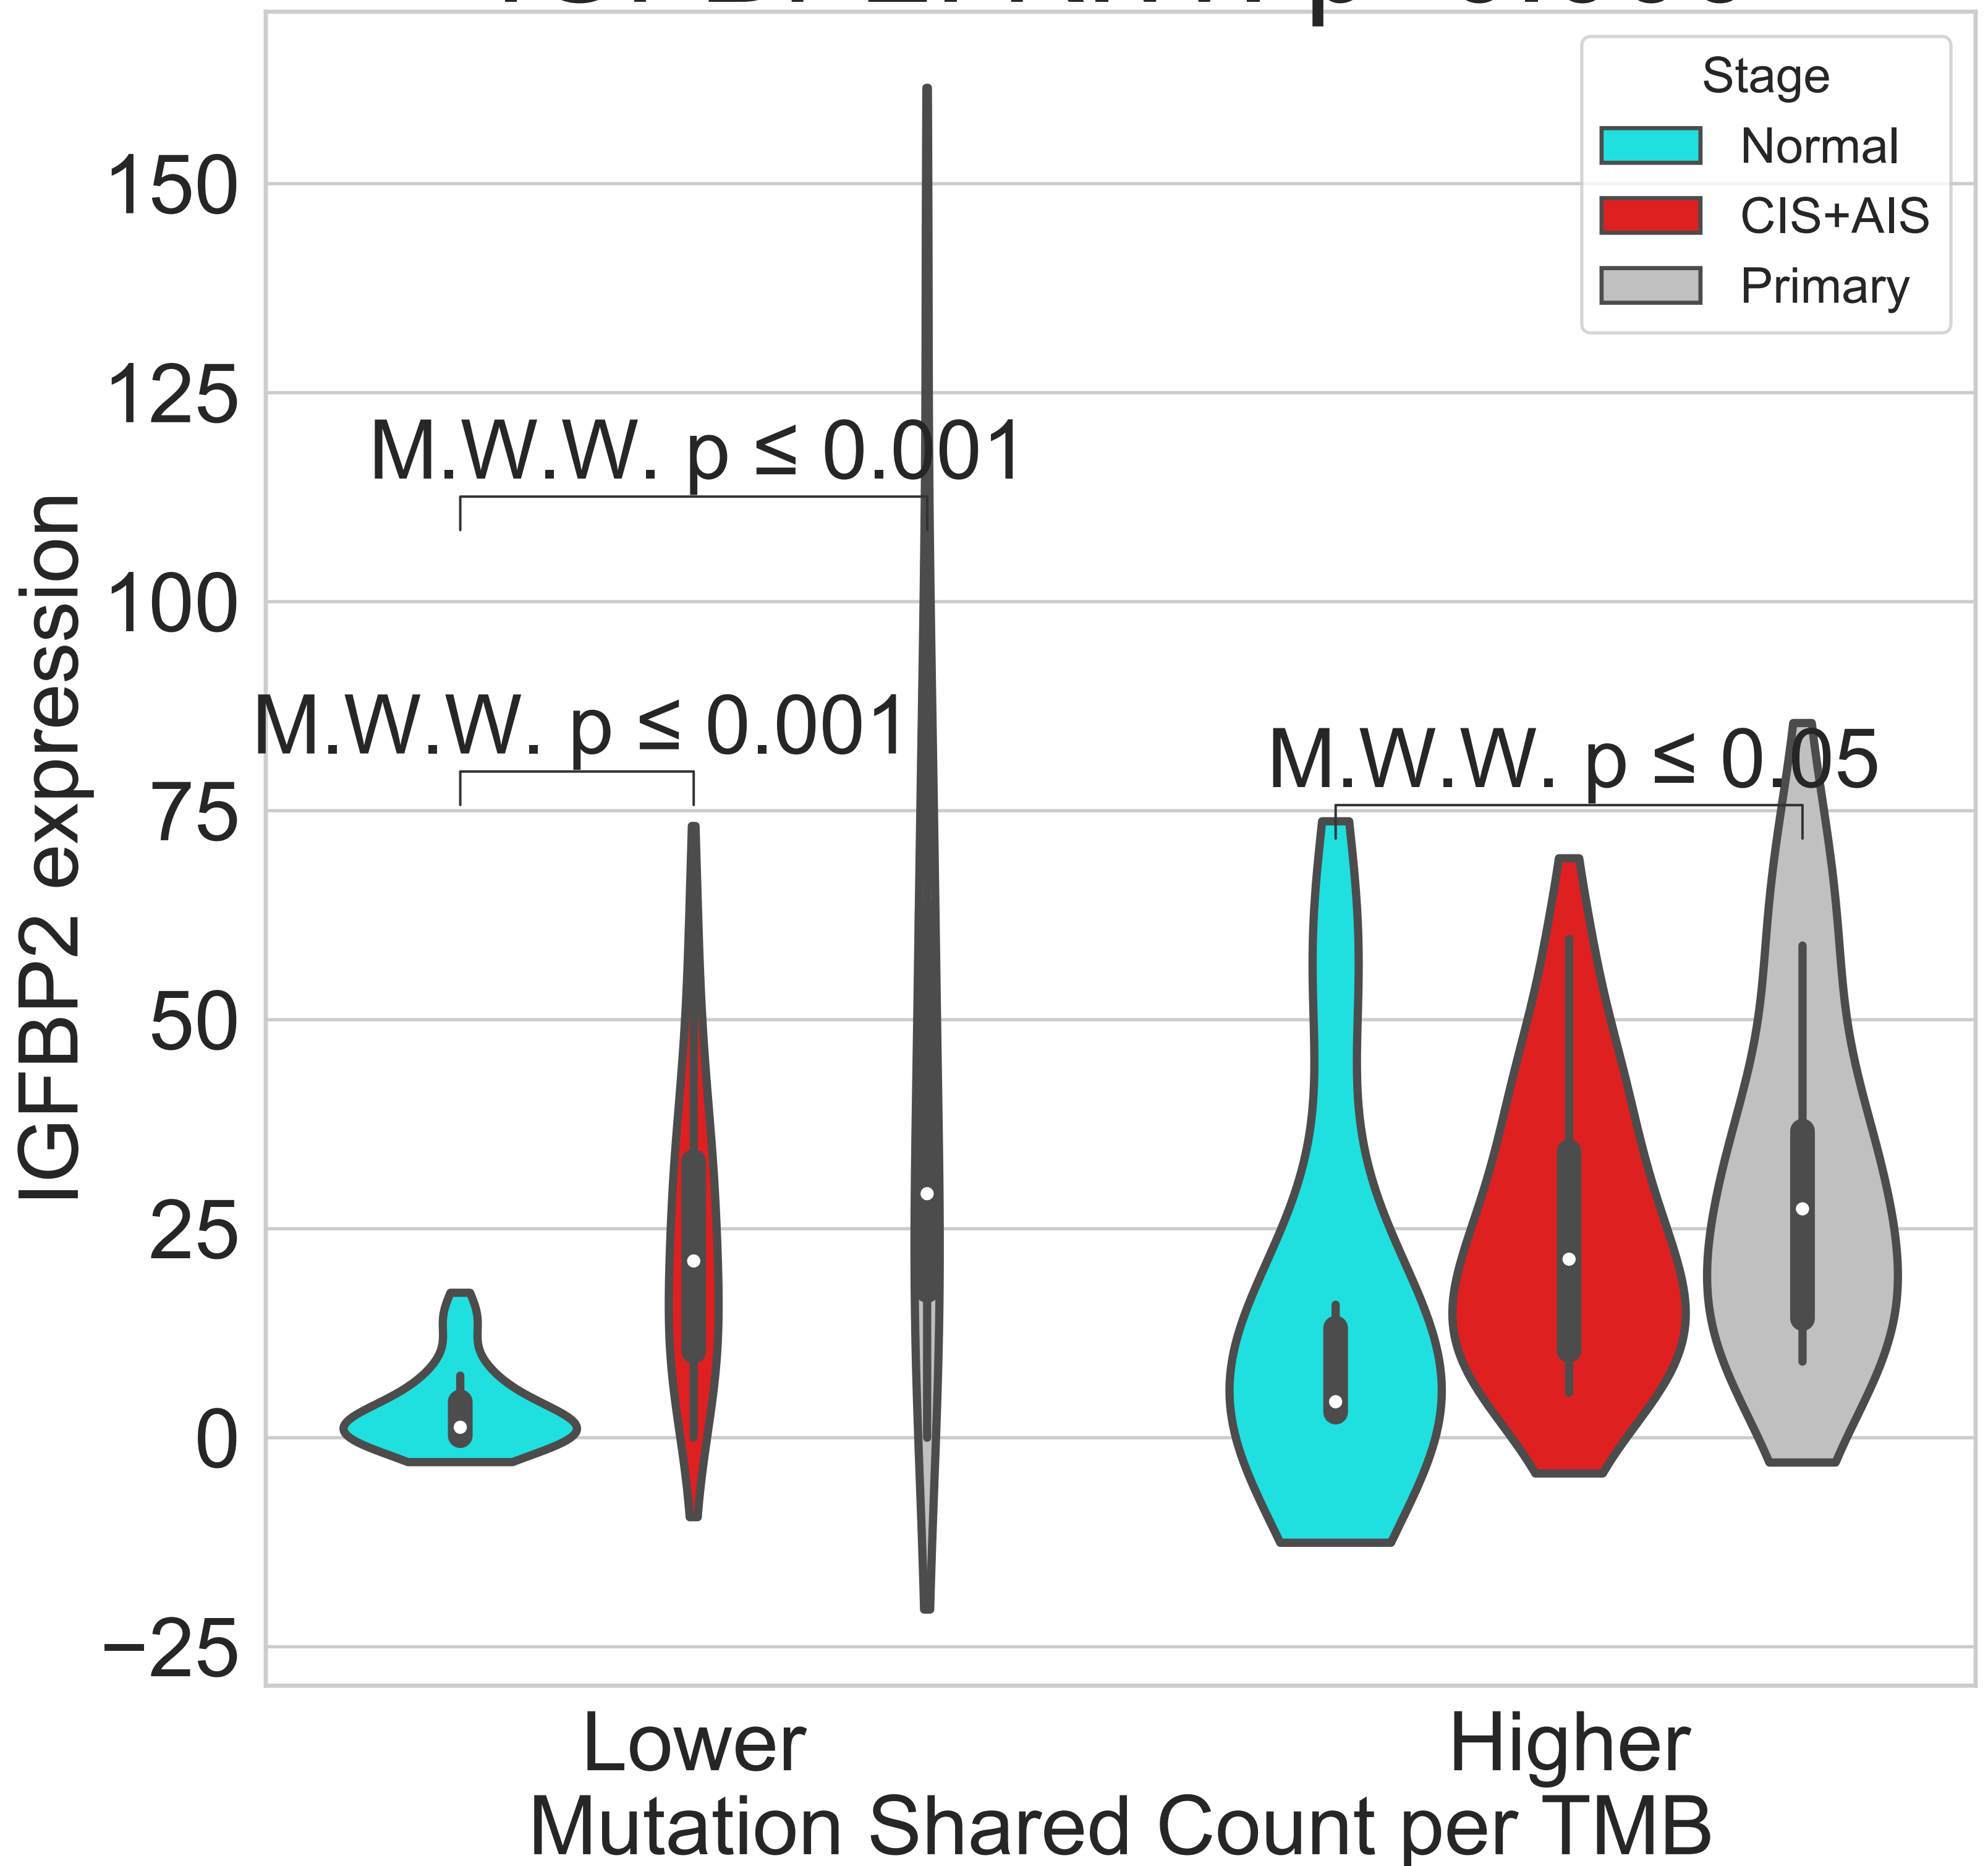 Stage
Normal
CIS+AIS
Primary
150
125
100
75
50
25
0
−25
IGFBP2 expression
M.W.W. p ≤ 0.001
M.W.W. p ≤ 0.001
M.W.W. p ≤ 0.05
Lower
Higher
Mutation Shared Count per TMB